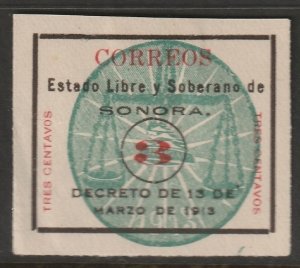 CORREOS
Estado Libre y Soberano de
SONORA.
TRES CENTAVOS
3
TRES CENTAVOS
DECRETO DE 13 DE
MARZO DE 1913